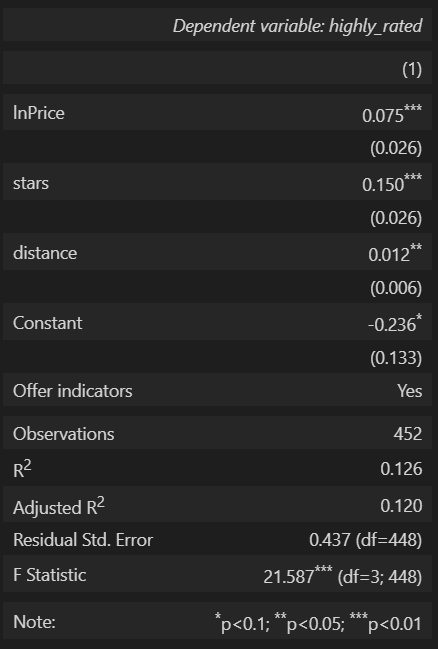 Dependent variable: highly_rated
(1)
lnPrice 0.075***
(0.026)
stars 0.150***
(0.026)
distance 0.012**
(0.006)
Constant -0.236*
(0.133)
Offer indicators Yes
Observations 452
R2 0.126
Adjusted R2 0.120
Residual Std. Error 0.437 (df=448)
F Statistic 21.587*** (df=3; 448)
Note: *p<0.1; **p<0.05; ***p<0.01